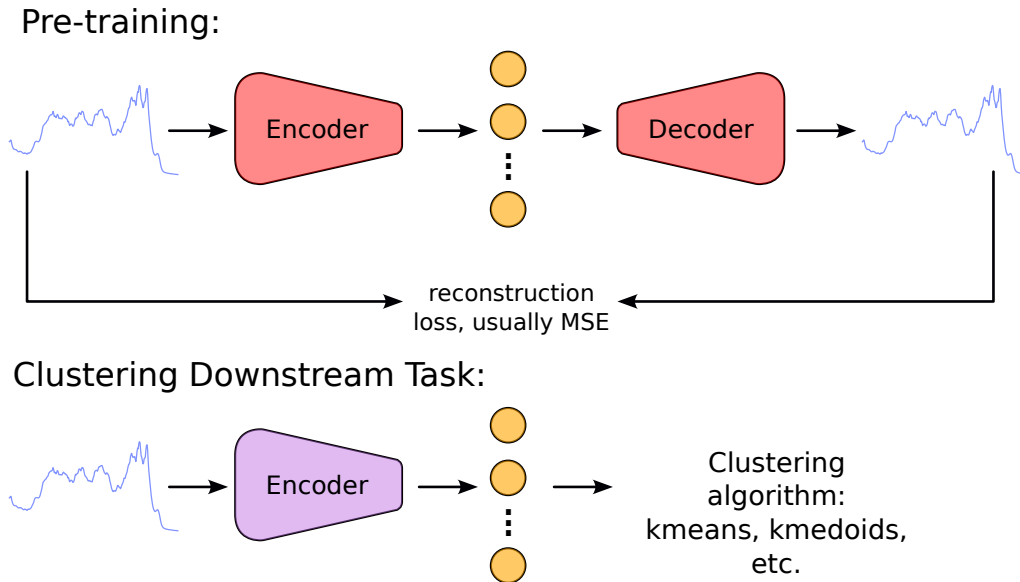 Pre-training:
Encoder
Decoder
reconstruction
loss, usually MSE
Clustering Downstream Task:
Encoder
Clustering
algorithm:
kmeans, kmedoids,
etc.